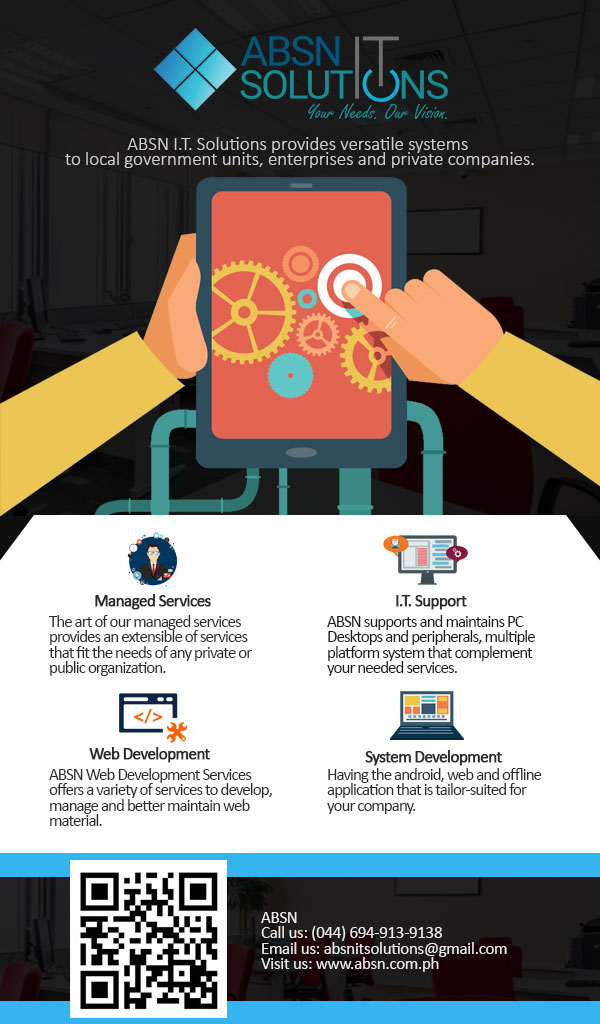 ABSN IT
SOLUTIONS
Your Needs. Our Vision.
ABSN I.T. Solutions provides versatile systems
to local government units, enterprises and private companies.
Managed Services
The art of our managed services
provides an extensible of services
that fit the needs of any private or
public organization.
I.T. Support
ABSN supports and maintains PC
Desktops and peripherals, multiple
platform system that complement
your needed services.
</>
Web Development
ABSN Web Development Services
offers a variety of services to develop,
manage and better maintain web
material.
System Development
Having the android, web and offline
application that is tailor-suited for
your company.
ABSN
Call us: (044) 694-913-9138
Email us: absnitsolutions@gmail.com
Visit us: www.absn.com.ph